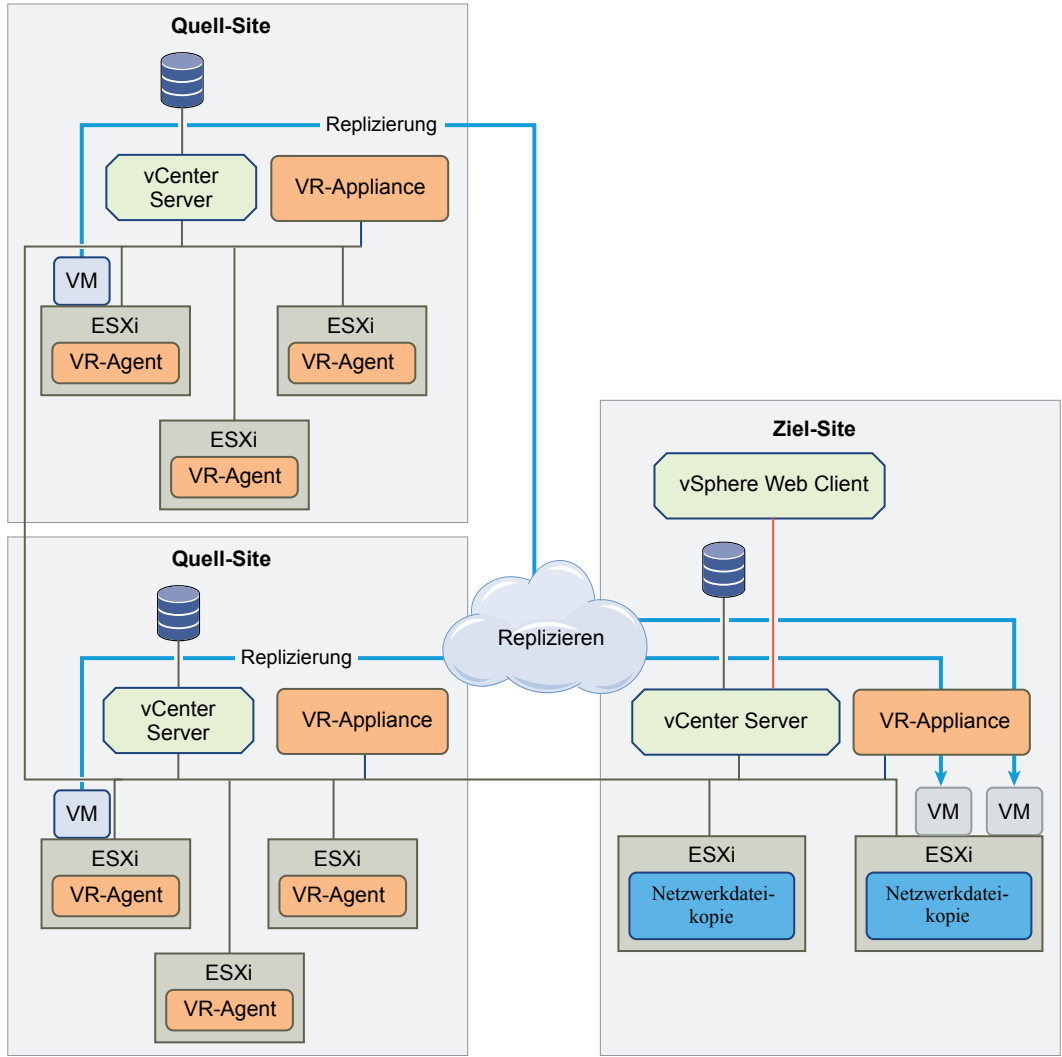 Quell-Site
Replizierung
vCenter
Server
VR-Appliance
VM
ESXi
VR-Agent
ESXi
VR-Agent
ESXi
VR-Agent
Quell-Site
Replizierung
vCenter
Server
VR-Appliance
VM
ESXi
VR-Agent
ESXi
VR-Agent
ESXi
VR-Agent
Replizieren
Ziel-Site
vSphere Web Client
vCenter Server
VR-Appliance
VM
VM
ESXi
Netzwerkdatei-
kopie
ESXi
Netzwerkdatei-
kopie